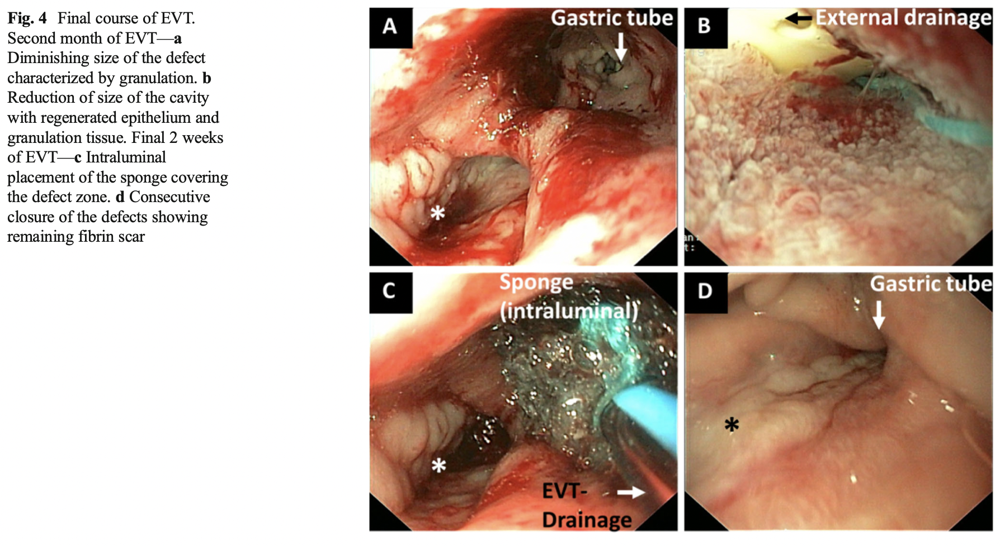 Fig. 4 Final course of EVT.
Second month of EVT—a
Diminishing size of the defect
characterized by granulation. b
Reduction of size of the cavity
with regenerated epithelium and
granulation tissue. Final 2 weeks
of EVT—c Intraluminal
placement of the sponge covering
the defect zone. d Consecutive
closure of the defects showing
remaining fibrin scar
A
Gastric tube
*
B
External drainage
an:
t:
C
Sponge
(intraluminal)
*
EVT-
Drainage
D
Gastric tube
*